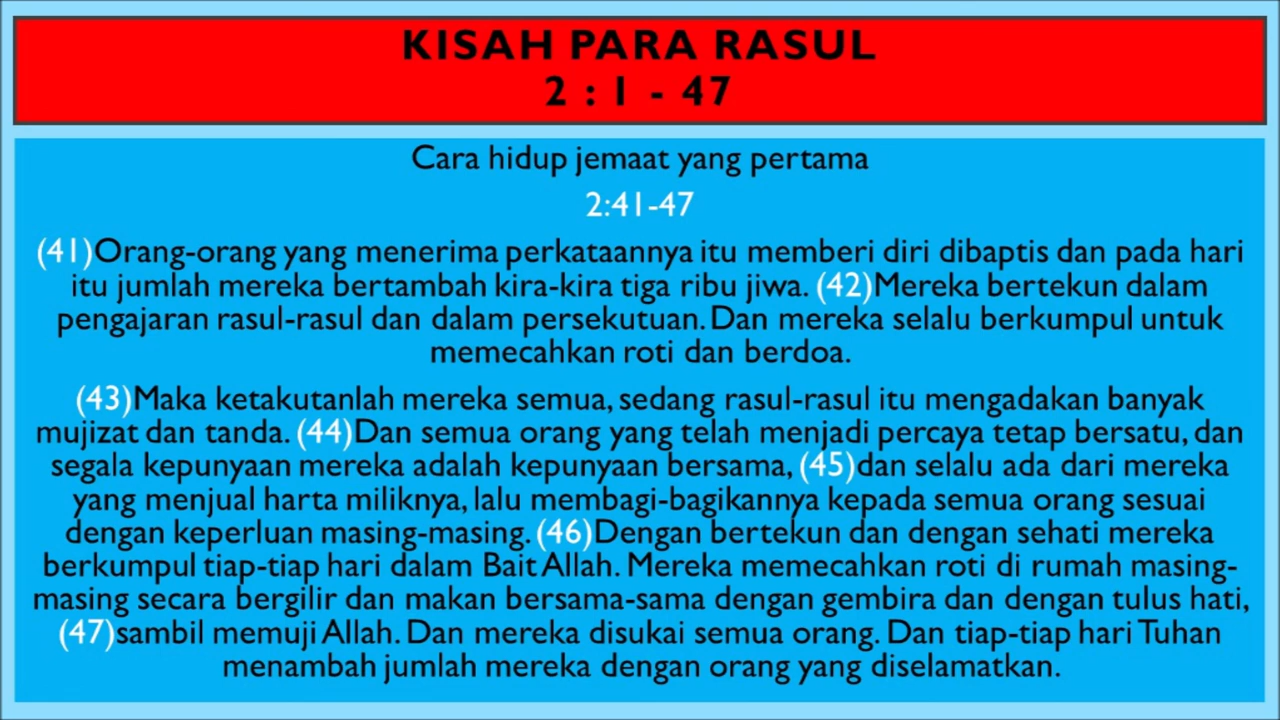 KISAH PARA RASUL
2 : 1 - 47
Cara hidup jemaat yang pertama
2:41-47
(41)Orang-orang yang menerima perkataannya itu memberi diri dibaptis dan pada hari
itu jumlah mereka bertambah kira-kira tiga ribu jiwa. (42)Mereka bertekun dalam
pengajaran rasul-rasul dan dalam persekutuan. Dan mereka selalu berkumpul untuk
memecahkan roti dan berdoa.
(43)Maka ketakutanlah mereka semua, sedang rasul-rasul itu mengadakan banyak
mujizat dan tanda. (44)Dan semua orang yang telah menjadi percaya tetap bersatu, dan
segala kepunyaan mereka adalah kepunyaan bersama, (45)dan selalu ada dari mereka
yang menjual harta miliknya, lalu membagi-bagikannya kepada semua orang sesuai
dengan keperluan masing-masing. (46)Dengan bertekun dan dengan sehati mereka
berkumpul tiap-tiap hari dalam Bait Allah. Mereka memecahkan roti di rumah masing-
masing secara bergilir dan makan bersama-sama dengan gembira dan dengan tulus hati,
(47)sambil memuji Allah. Dan mereka disukai semua orang. Dan tiap-tiap hari Tuhan
menambah jumlah mereka dengan orang yang diselamatkan.